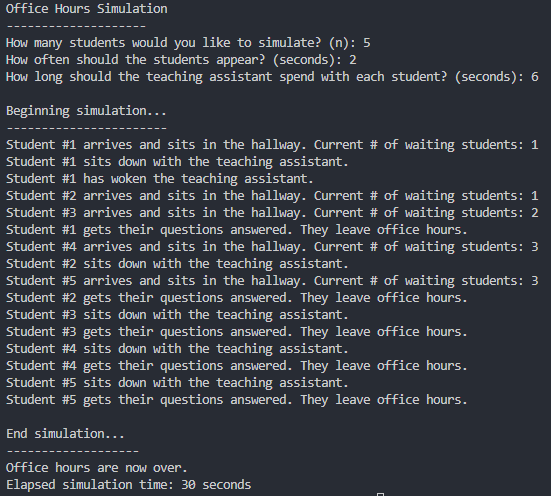 Office Hours Simulation
--------------------
How many students would you like to simulate? (n): 5
How often should the students appear? (seconds): 2
How long should the teaching assistant spend with each student? (seconds): 6

Beginning simulation...
-----------------------
Student #1 arrives and sits in the hallway. Current # of waiting students: 1
Student #1 sits down with the teaching assistant.
Student #1 has woken the teaching assistant.
Student #2 arrives and sits in the hallway. Current # of waiting students: 1
Student #3 arrives and sits in the hallway. Current # of waiting students: 2
Student #1 gets their questions answered. They leave office hours.
Student #4 arrives and sits in the hallway. Current # of waiting students: 3
Student #2 sits down with the teaching assistant.
Student #5 arrives and sits in the hallway. Current # of waiting students: 3
Student #2 gets their questions answered. They leave office hours.
Student #3 sits down with the teaching assistant.
Student #3 gets their questions answered. They leave office hours.
Student #4 sits down with the teaching assistant.
Student #4 gets their questions answered. They leave office hours.
Student #5 sits down with the teaching assistant.
Student #5 gets their questions answered. They leave office hours.

End simulation...
-------------------
Office hours are now over.
Elapsed simulation time: 30 seconds